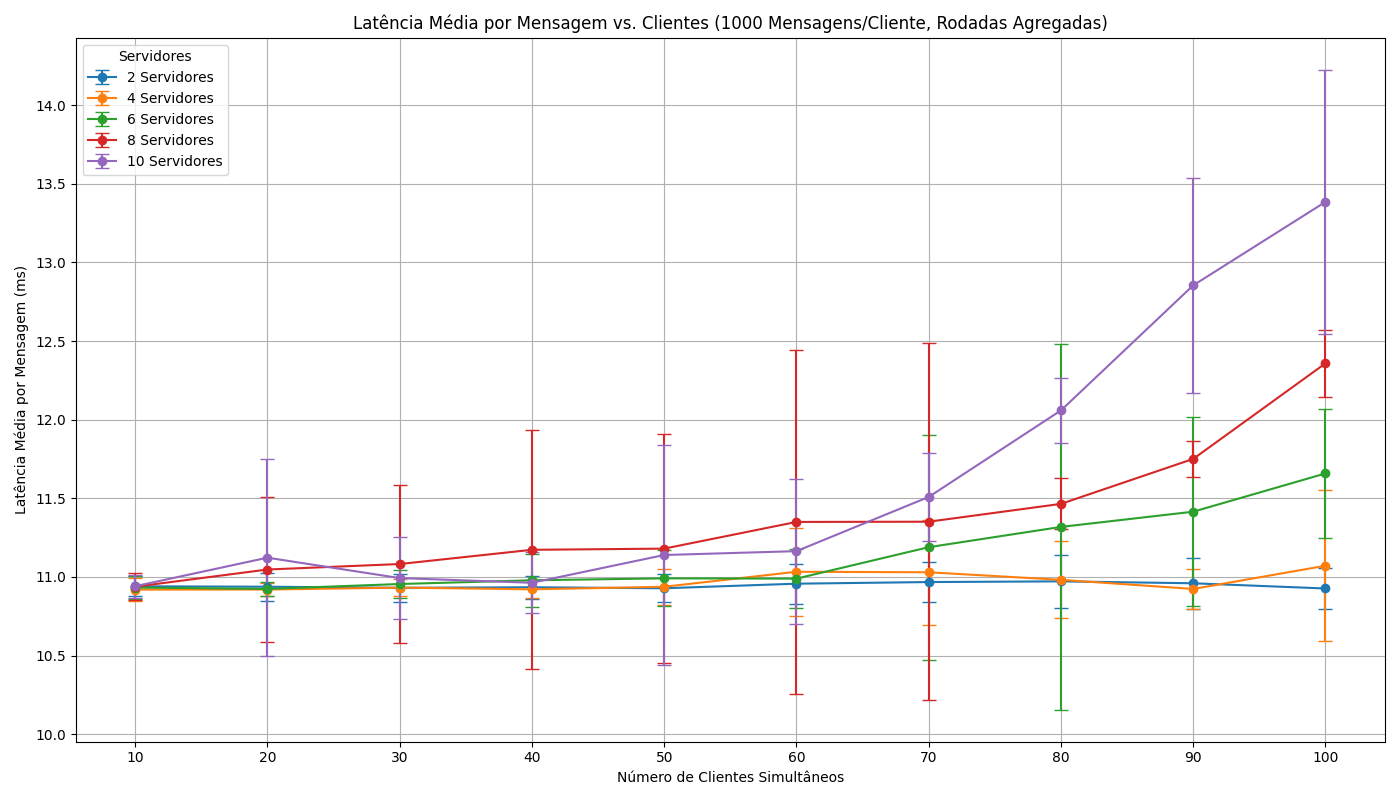 Latência Média por Mensagem vs. Clientes (1000 Mensagens/Cliente, Rodadas Agregadas)
Servidores
2 Servidores
4 Servidores
6 Servidores
8 Servidores
10 Servidores
Latência Média por Mensagem (ms)
14.0
13.5
13.0
12.5
12.0
11.5
11.0
10.5
10.0
10 20 30 40 50 60 70 80 90 100
Número de Clientes Simultâneos